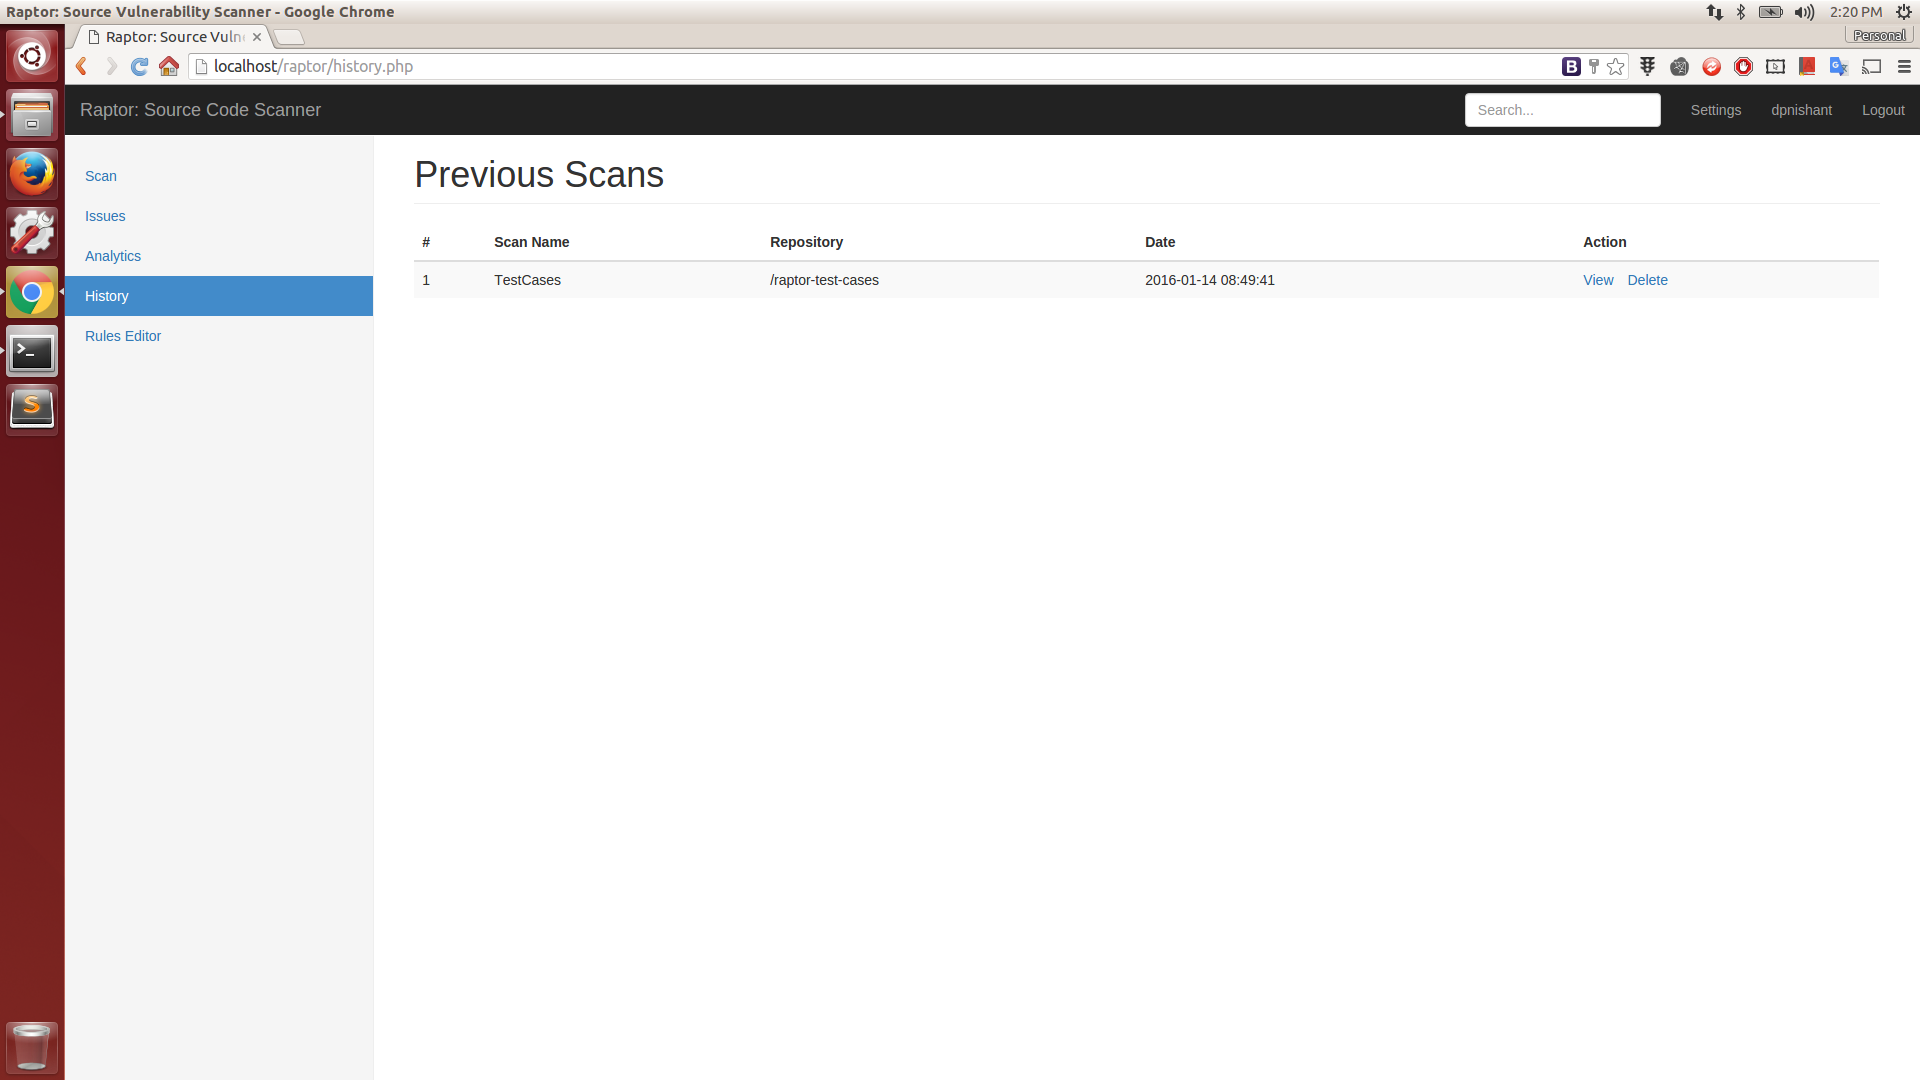 Raptor: Source Vulnerability Scanner - Google Chrome
2:20 PM
Raptor: Source Vuln
Personal
localhost/raptor/history.php
Raptor: Source Code Scanner
Search...
Settings
dpnishant
Logout
Scan
Issues
Analytics
History
Rules Editor
Previous Scans
# Scan Name Repository Date Action
1 TestCases /raptor-test-cases 2016-01-14 08:49:41 View Delete